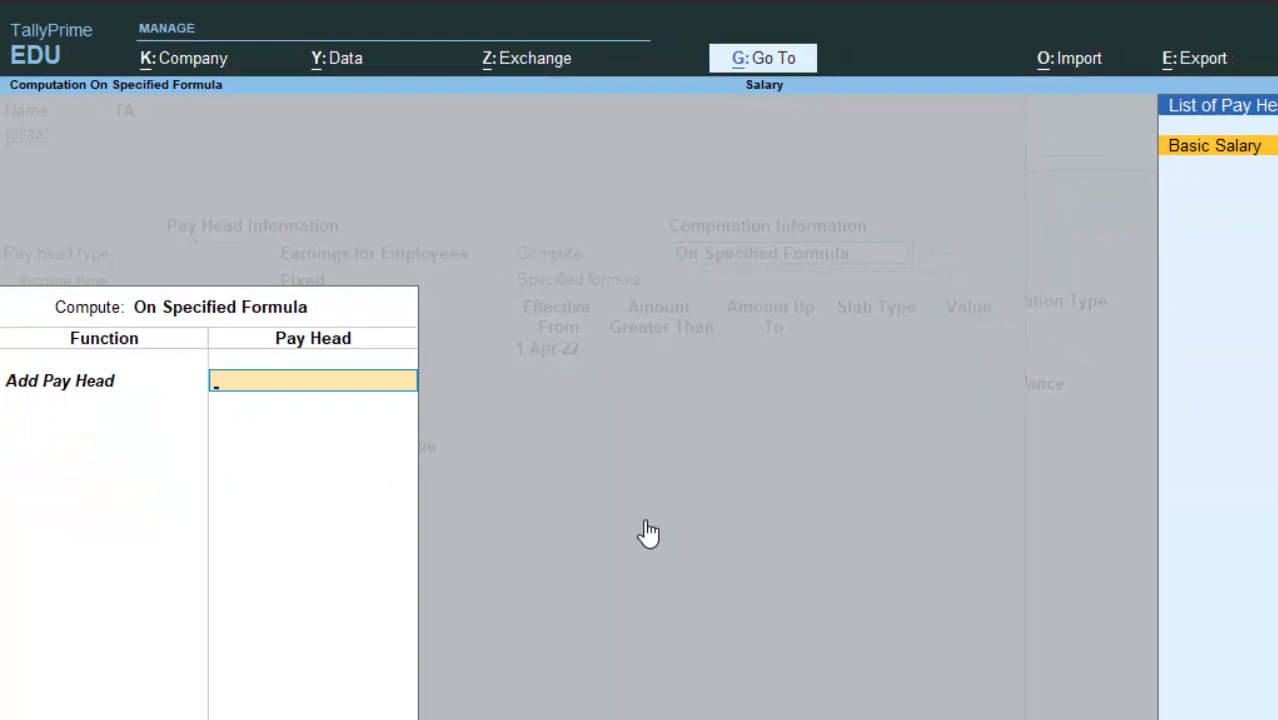 TallyPrime
EDU
MANAGE
K: Company
Y: Data
Z: Exchange
G: Go To
O: Import
E: Export
Computation On Specified Formula
Salary
Name TA
(alias)
List of Pay He
Basic Salary
Pay Head Information
Computation Information
Pay head type Earnings for Employees
Compute On Specified Formula
Income type Fixed
Specified formula
Effective From
Amount Greater Than
Amount Up To
Slab Type
Value
1-Apr-22
ation Type
Compute: On Specified Formula
Function
Pay Head
Add Pay Head